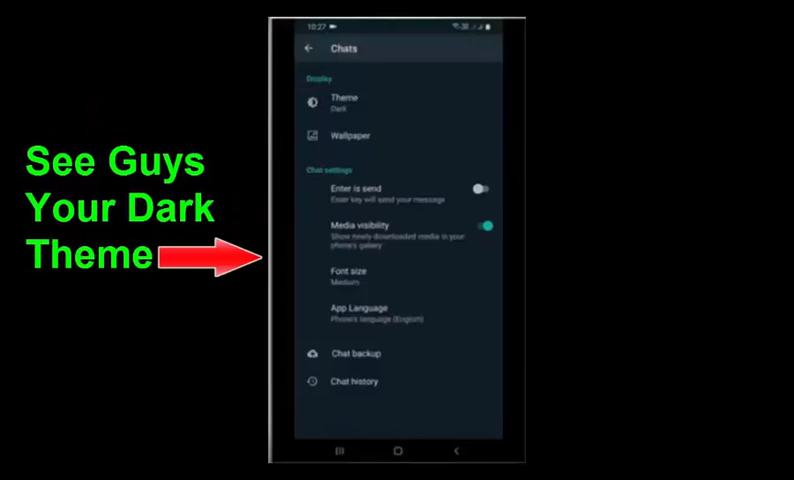 See Guys
Your Dark
Theme
10:27
Chats
Display
Theme
Dark
Wallpaper
Chat settings
Enter is send
Enter key will send your message
Media visibility
Show newly downloaded media in your
phone's gallery
Font size
Medium
App Language
Phone's language (English)
Chat backup
Chat history